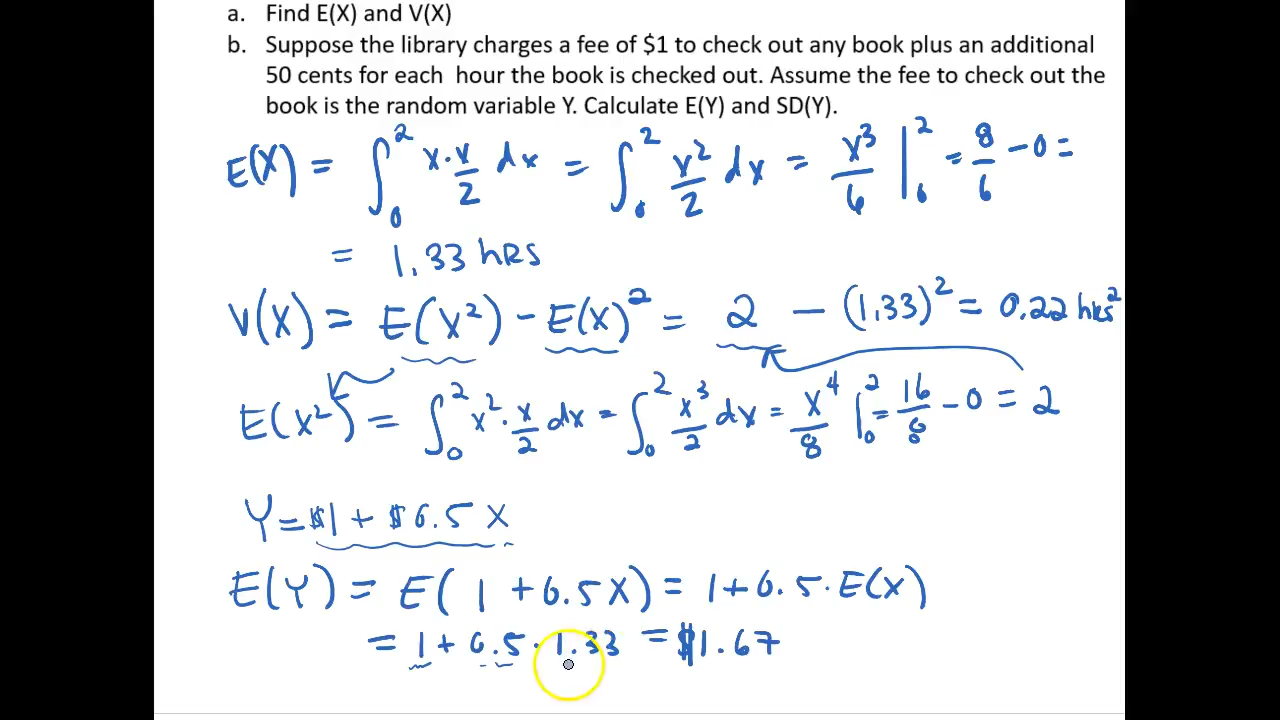 a. Find E(X) and V(X)
b. Suppose the library charges a fee of $1 to check out any book plus an additional
50 cents for each hour the book is checked out. Assume the fee to check out the
book is the random variable Y. Calculate E(Y) and SD(Y).
E(X) = ∫₀² x · x/2 dx = ∫₀² x²/2 dx = x³/6 |₀² = 8/6 - 0 =
= 1.33 hRS
V(X) = E(X²) - E(X)² = 2 - (1.33)² = 0.22 hrs²
E(X²) = ∫₀² x² · x/2 dx = ∫₀² x³/2 dx = x⁴/8 |₀² = 16/8 - 0 = 2
Y = $1 + $0.5 X
E(Y) = E( 1 + 0.5X) = 1 + 0.5 · E(X)
= 1 + 0.5 · 1.33 = $1.67